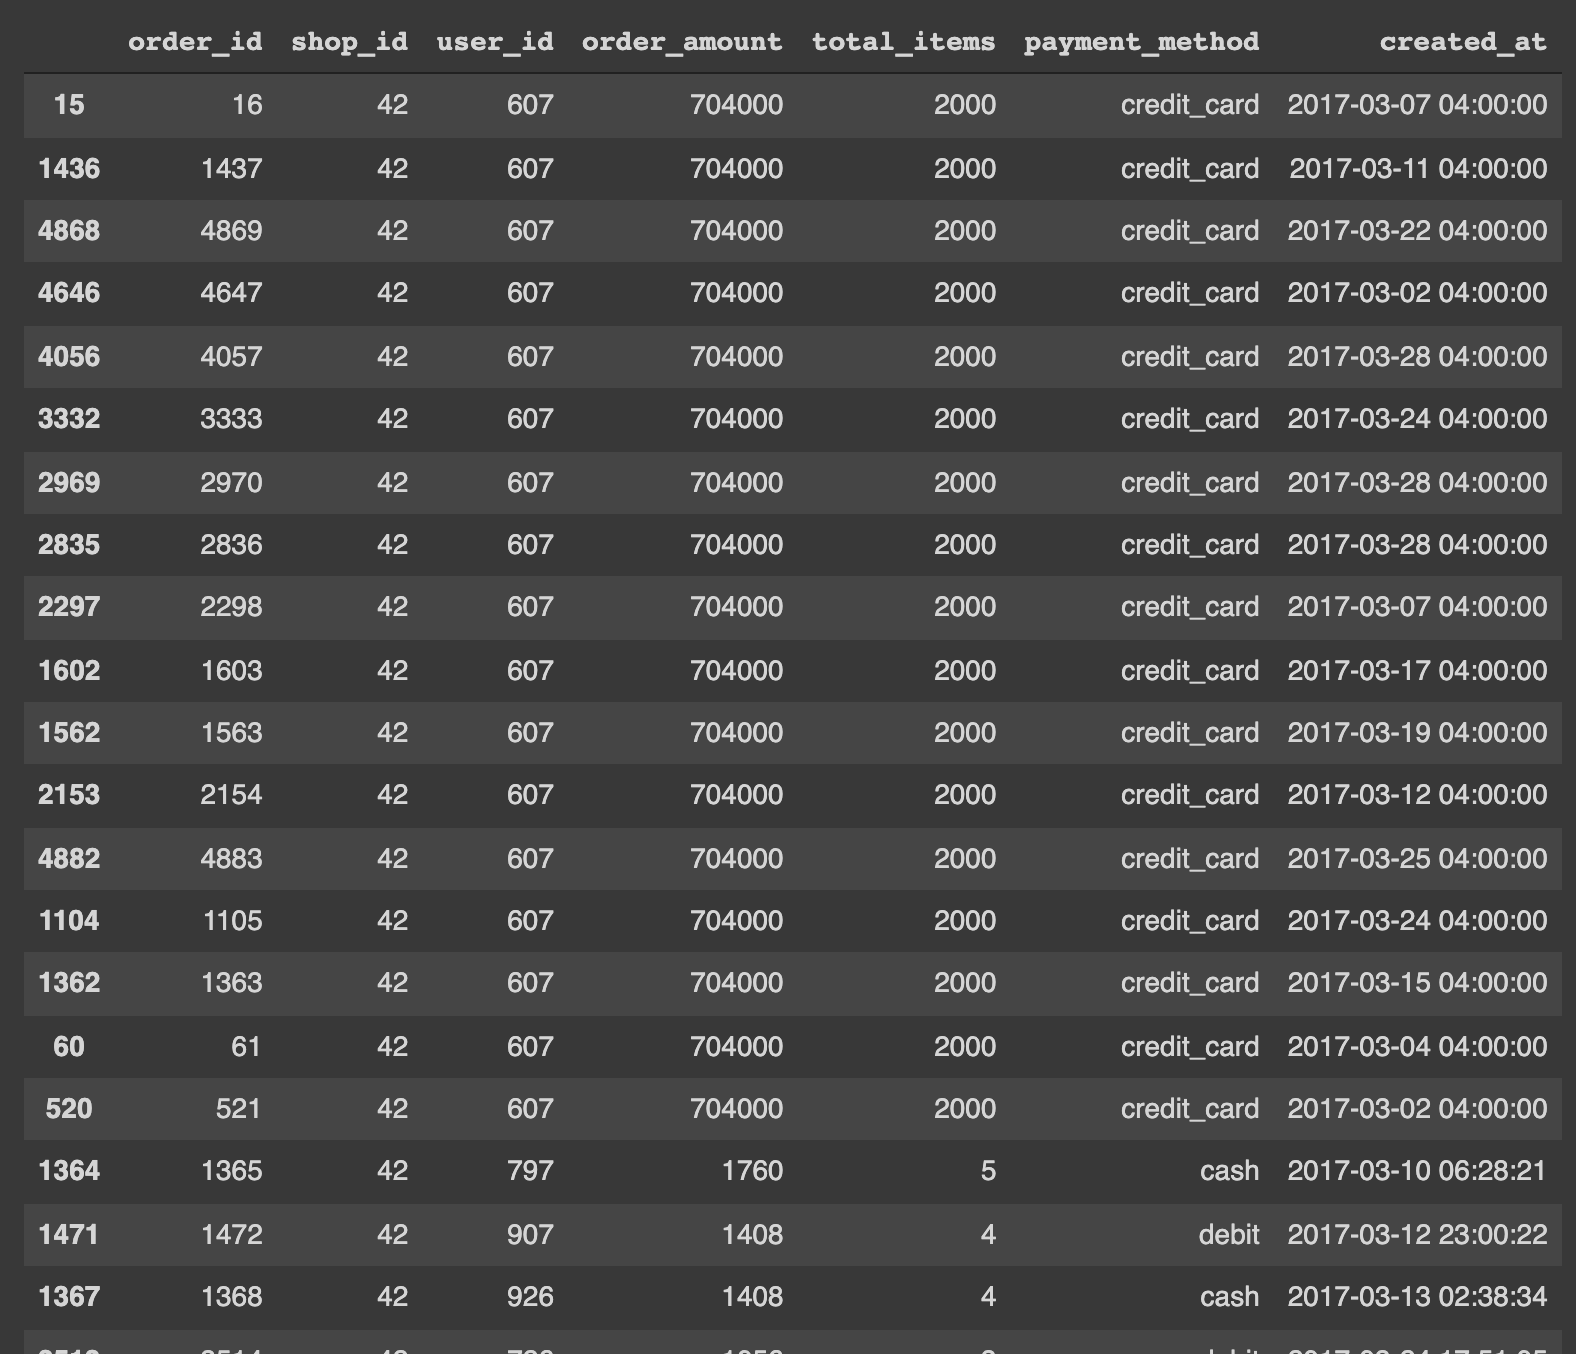 order_id shop_id user_id order_amount total_items payment_method created_at
15 16 42 607 704000 2000 credit_card 2017-03-07 04:00:00
1436 1437 42 607 704000 2000 credit_card 2017-03-11 04:00:00
4868 4869 42 607 704000 2000 credit_card 2017-03-22 04:00:00
4646 4647 42 607 704000 2000 credit_card 2017-03-02 04:00:00
4056 4057 42 607 704000 2000 credit_card 2017-03-28 04:00:00
3332 3333 42 607 704000 2000 credit_card 2017-03-24 04:00:00
2969 2970 42 607 704000 2000 credit_card 2017-03-28 04:00:00
2835 2836 42 607 704000 2000 credit_card 2017-03-28 04:00:00
2297 2298 42 607 704000 2000 credit_card 2017-03-07 04:00:00
1602 1603 42 607 704000 2000 credit_card 2017-03-17 04:00:00
1562 1563 42 607 704000 2000 credit_card 2017-03-19 04:00:00
2153 2154 42 607 704000 2000 credit_card 2017-03-12 04:00:00
4882 4883 42 607 704000 2000 credit_card 2017-03-25 04:00:00
1104 1105 42 607 704000 2000 credit_card 2017-03-24 04:00:00
1362 1363 42 607 704000 2000 credit_card 2017-03-15 04:00:00
60 61 42 607 704000 2000 credit_card 2017-03-04 04:00:00
520 521 42 607 704000 2000 credit_card 2017-03-02 04:00:00
1364 1365 42 797 1760 5 cash 2017-03-10 06:28:21
1471 1472 42 907 1408 4 debit 2017-03-12 23:00:22
1367 1368 42 926 1408 4 cash 2017-03-13 02:38:34